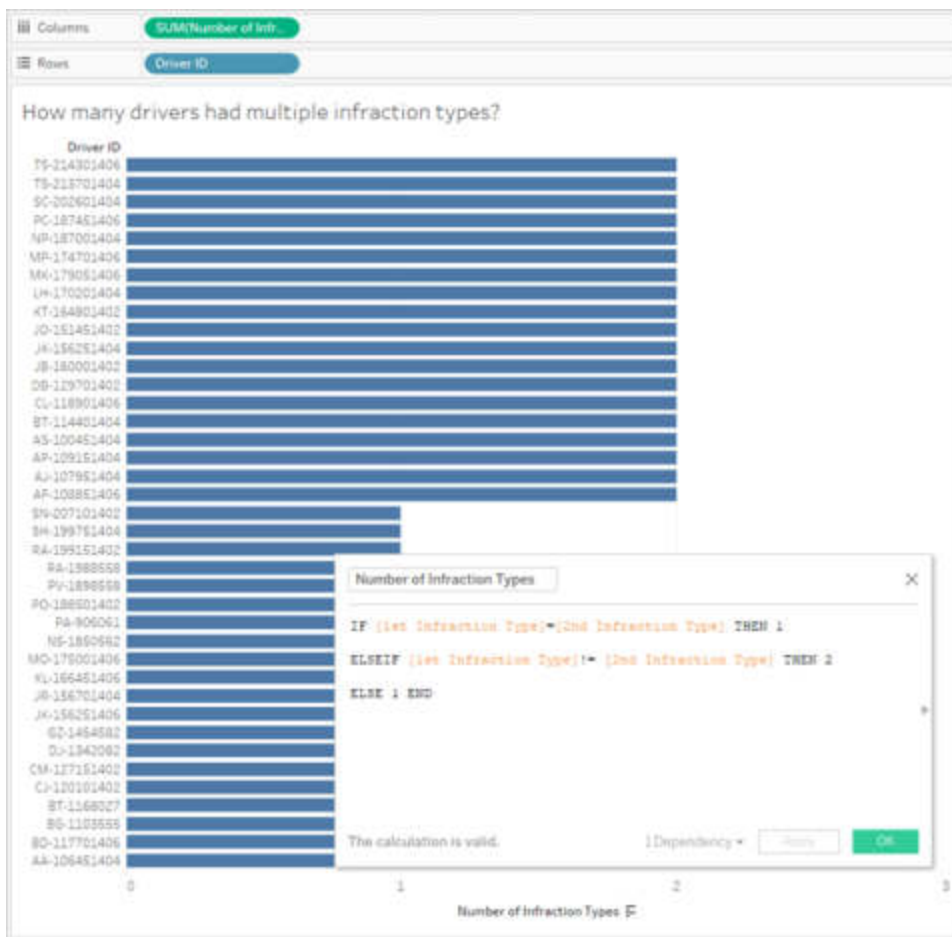 Columns SUM(Number of Infr..
Rows Driver ID
How many drivers had multiple infraction types?
Driver ID
TS-214301406
TS-213701404
SC-202601404
PC-187451406
NP-187001404
MP-174701406
MK-179051406
LH-170201404
KT-164801402
JO-151451402
JK-156251404
JB-160001402
DB-129701402
CL-118901406
BT-114401404
AS-100451404
AP-109151404
AJ-107951404
AF-108851406
SN-207101402
SH-199751404
RA-199151402
RA-1988558
PV-1898558
PO-188501402
PA-906061
NS-1850562
MO-175001406
KL-166451406
JR-156701404
JK-156251406
GZ-1454582
DJ-1342082
CM-127151402
CJ-120101402
BT-1168027
BG-1103555
BD-117701406
AA-106451404
Number of Infraction Types
IF [1st Infraction Type]=[2nd Infraction Type] THEN 1
ELSEIF [1st Infraction Type]!= [2nd Infraction Type] THEN 2
ELSE 1 END
The calculation is valid. 1 Dependency Apply OK
0 1 2 3
Number of Infraction Types